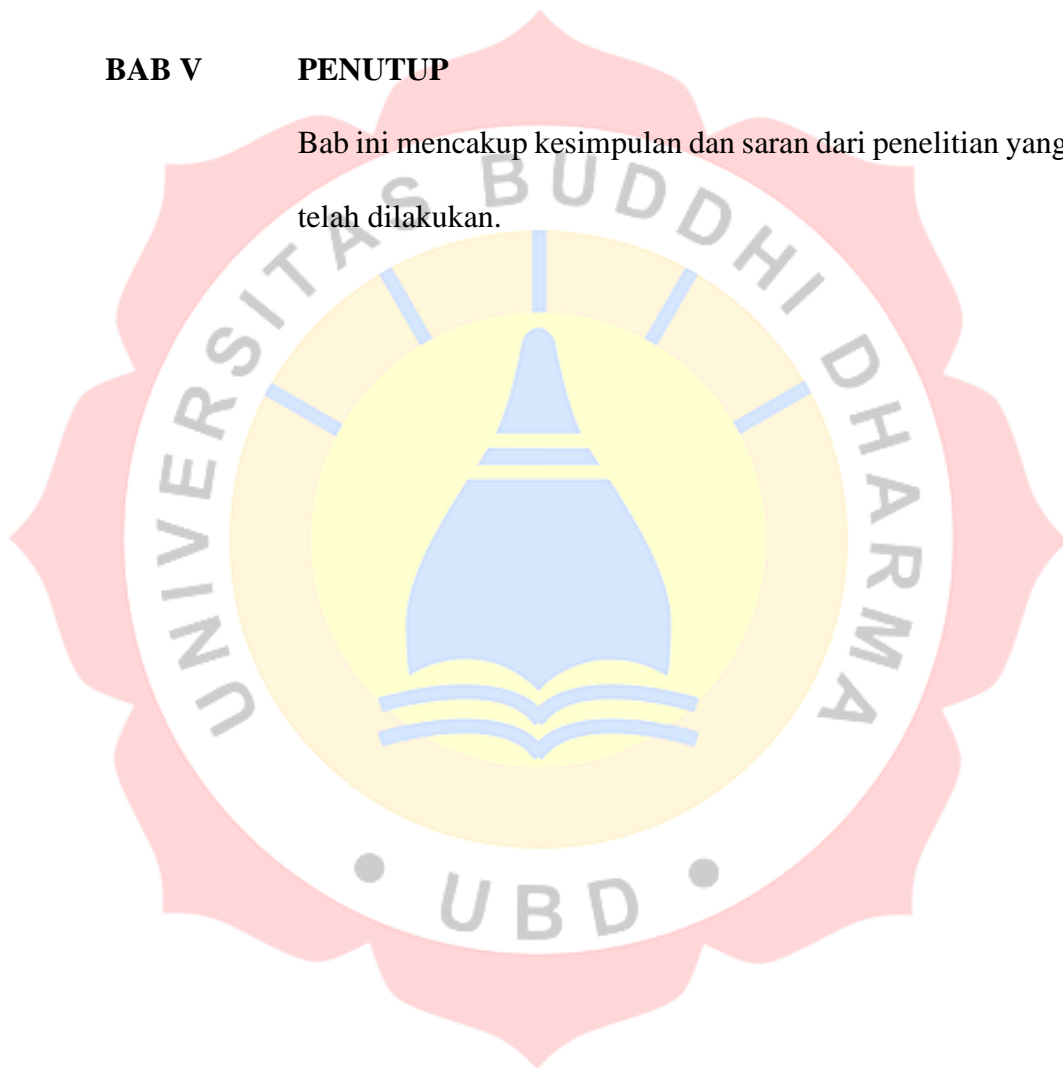 BAB V PENUTUP
Bab ini mencakup kesimpulan dan saran dari penelitian yang
telah dilakukan.
UNIVERSITAS BUDDHI DHARMA
• UBD •